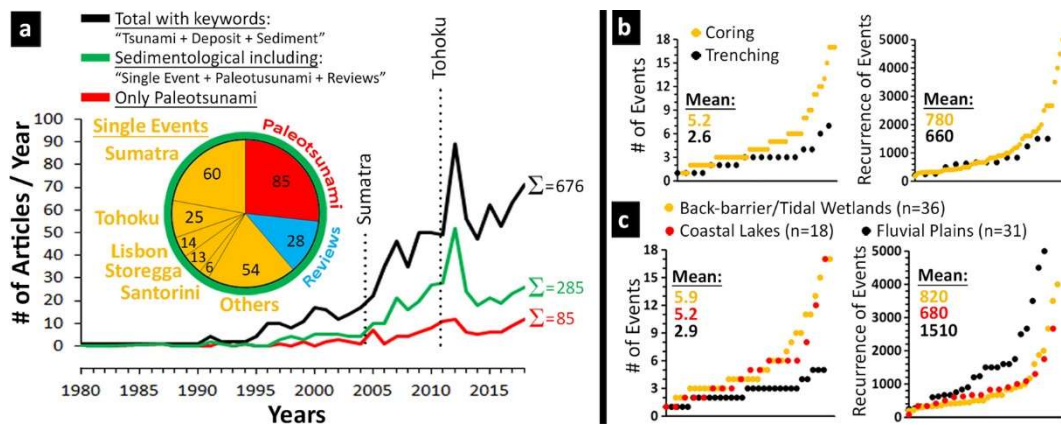 a
Total with keywords:
"Tsunami + Deposit + Sediment"
Sedimentological including:
"Single Event + Paleotusunami + Reviews"
Only Paleotsunami
Tohoku
Sumatra
# of Articles / Year
100
90
80
70
60
50
40
30
20
10
0
Single Events
Sumatra
Tohoku
Lisbon
Storegga
Santorini
Others
Paleotsunami
Reviews
60
85
25
14
13
6
54
28
Σ=676
Σ=285
Σ=85
1980 1985 1990 1995 2000 2005 2010 2015
Years
b
Coring
Trenching
# of Events
18
15
12
9
6
3
0
Mean:
5.2
2.6
Recurrence of Events
5000
4000
3000
2000
1000
0
Mean:
780
660
c
Back-barrier/Tidal Wetlands (n=36)
Coastal Lakes (n=18)
Fluvial Plains (n=31)
# of Events
18
15
12
9
6
3
0
Mean:
5.9
5.2
2.9
Recurrence of Events
5000
4000
3000
2000
1000
0
Mean:
820
680
1510